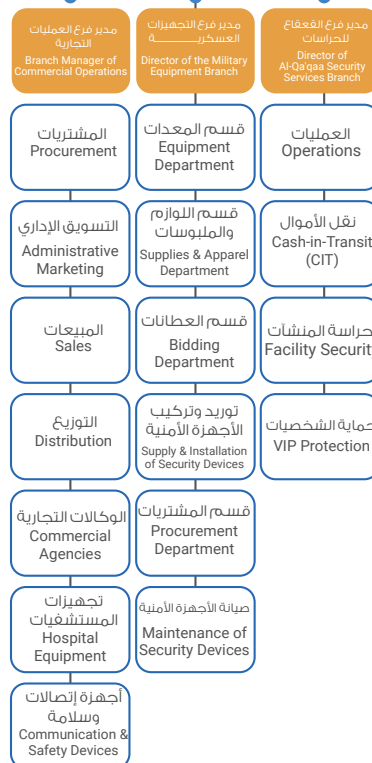 مدير فرع العمليات
التجارية
Branch Manager of
Commercial Operations
المشتريات
Procurement
التسويق الإداري
Administrative
Marketing
المبيعات
Sales
التوزيع
Distribution
الوكالات التجارية
Commercial
Agencies
تجهيزات
المستشفيات
Hospital
Equipment
أجهزة إتصالات
وسلامة
Communication &
Safety Devices
مدير فرع التجهيزات
العسكريـــــــة
Director of the Military
Equipment Branch
قسم المعدات
Equipment
Department
قسم اللوازم
والملبوسات
Supplies & Apparel
Department
قسم العطائات
Bidding
Department
توريد وتركيب
الأجهزة الأمنية
Supply & Installation
of Security Devices
قسم المشتريات
Procurement
Department
صيانة الأجهزة الأمنية
Maintenance of
Security Devices
مدير فرع القعقاع
للحراسات
Director of
Al-Qa'qaa Security
Services Branch
العمليات
Operations
نقل الأموال
Cash-in-Transit
(CIT)
حراسة المنشآت
Facility Security
حماية الشخصيات
VIP Protection